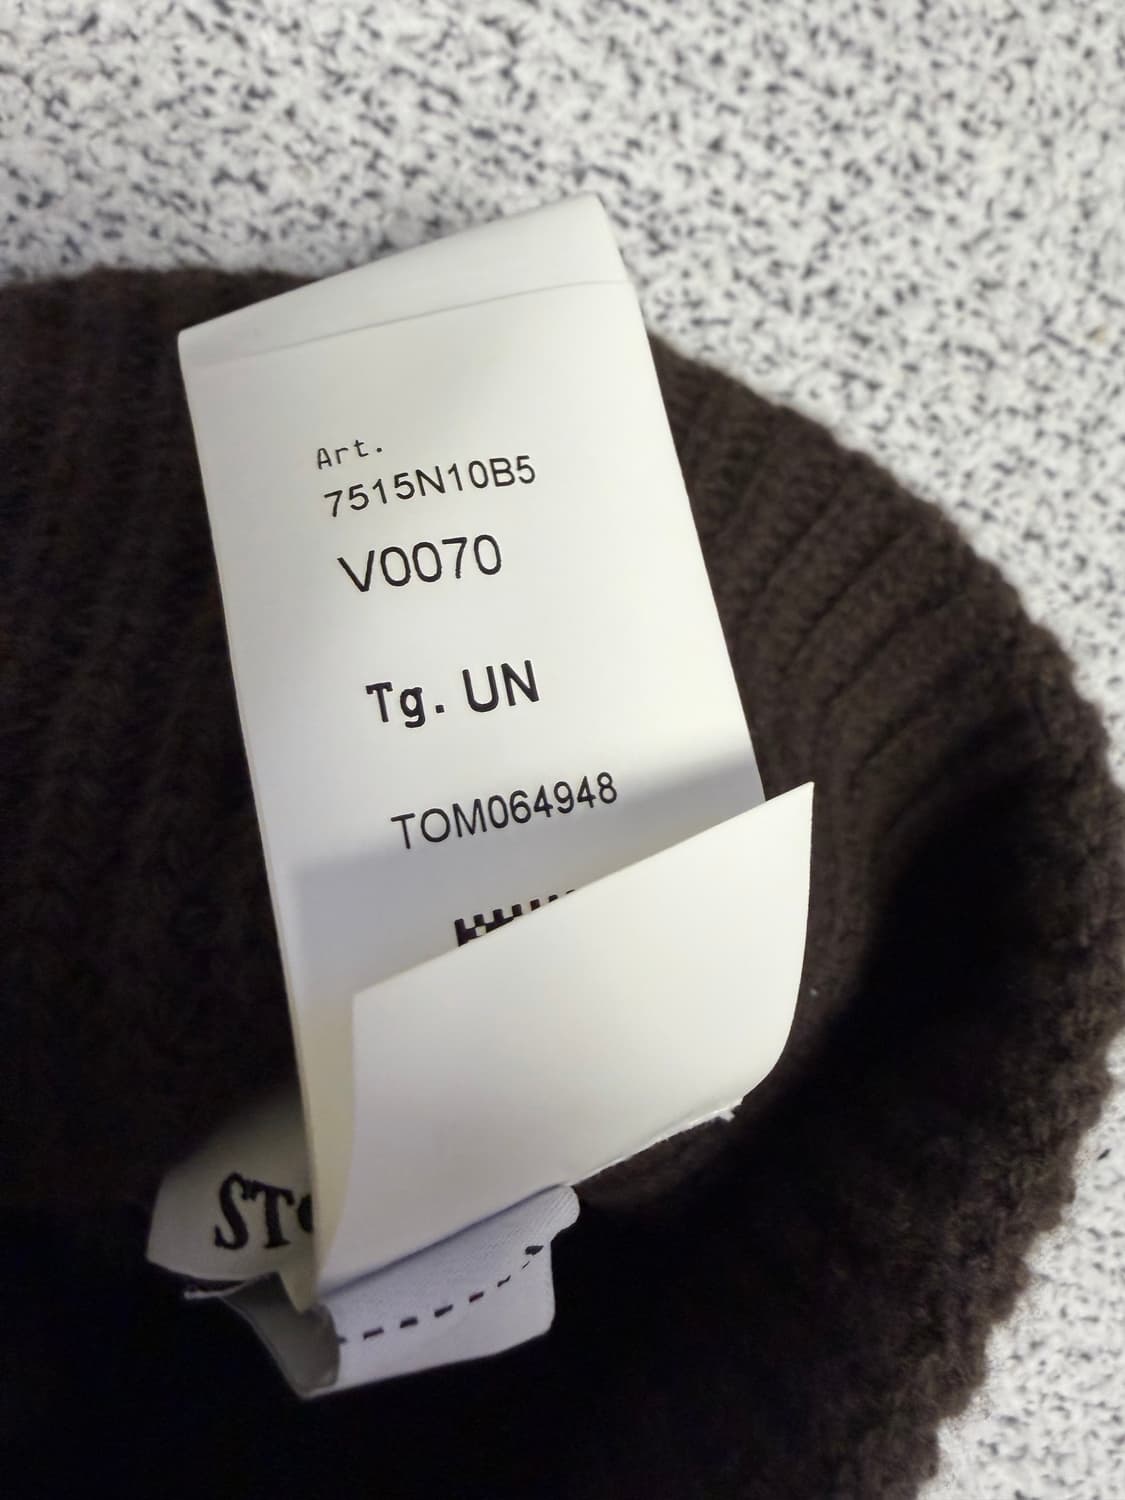 Art.
7515N10B5
V0070
Tg. UN
TOM064948